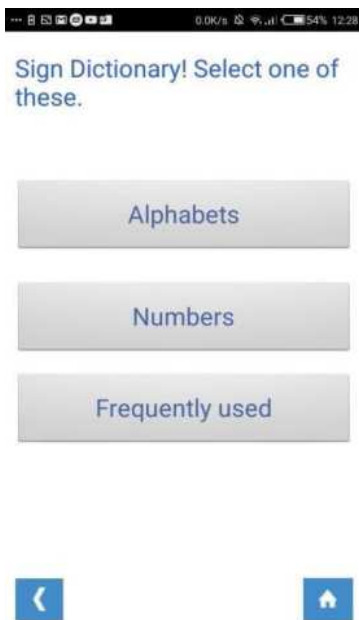 0.0K/s 54% 12:28
Sign Dictionary! Select one of
these.
Alphabets
Numbers
Frequently used